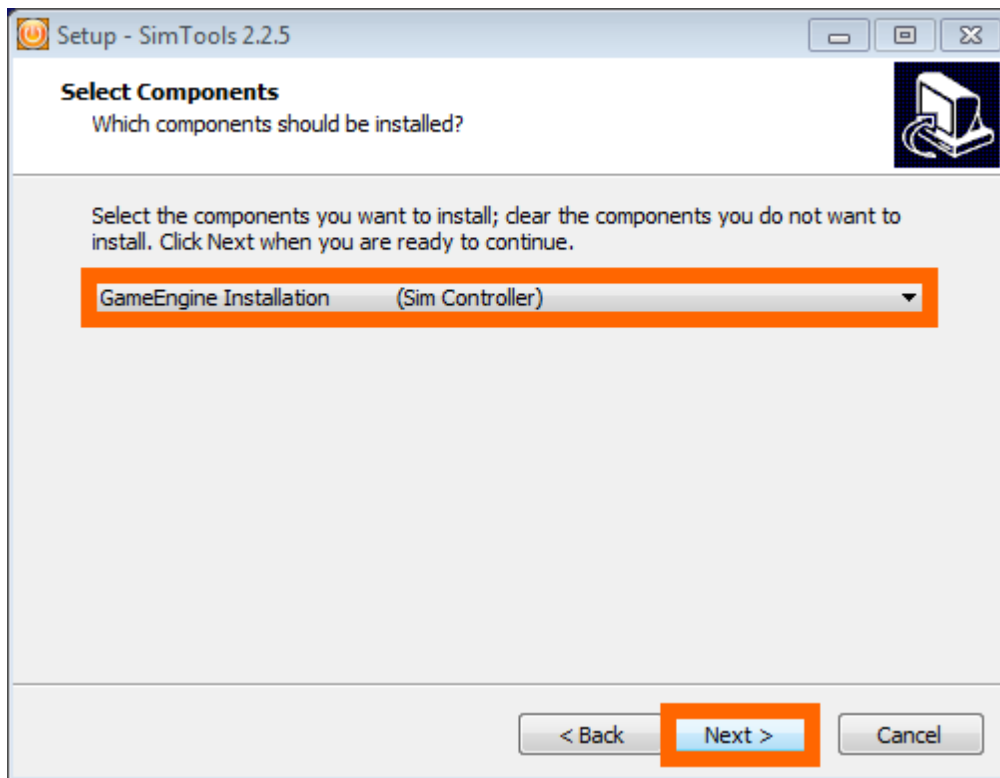 Setup - SimTools 2.2.5
Select Components
Which components should be installed?
Select the components you want to install; clear the components you do not want to
install. Click Next when you are ready to continue.
GameEngine Installation (Sim Controller)
< Back Next > Cancel